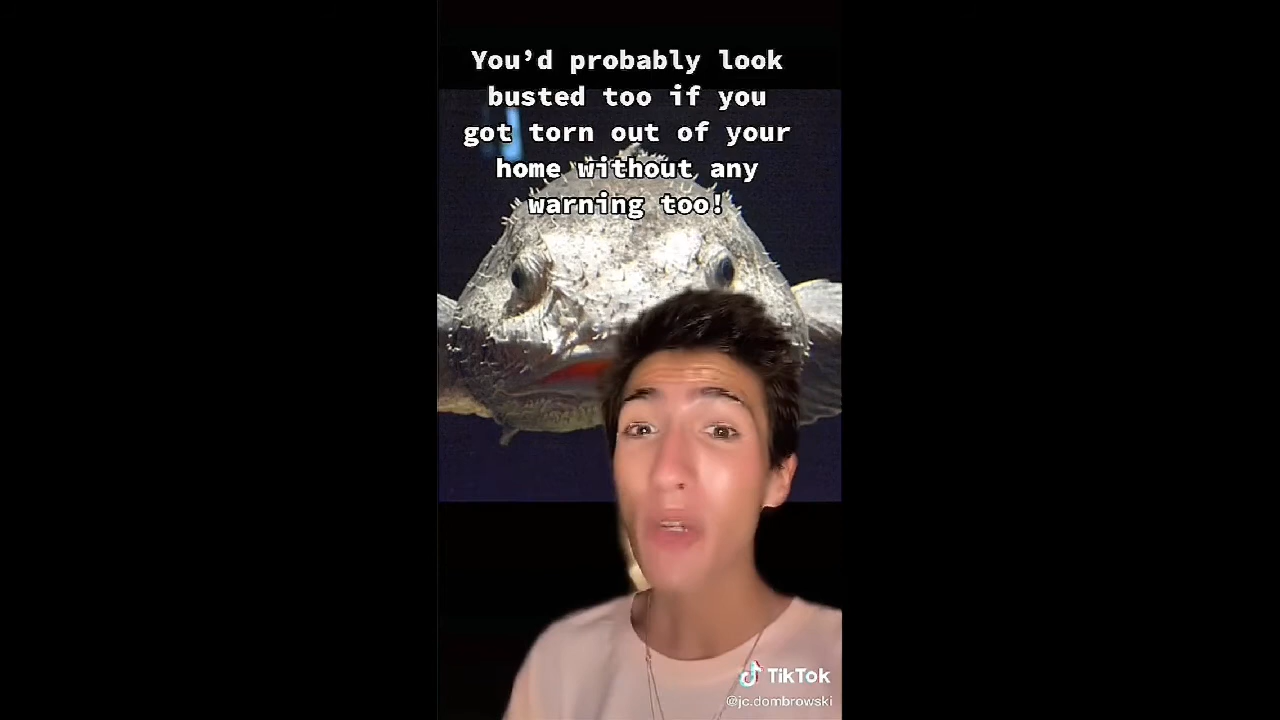 You’d probably look
busted too if you
got torn out of your
home without any
warning too!
TikTok
@jc.dombrowski